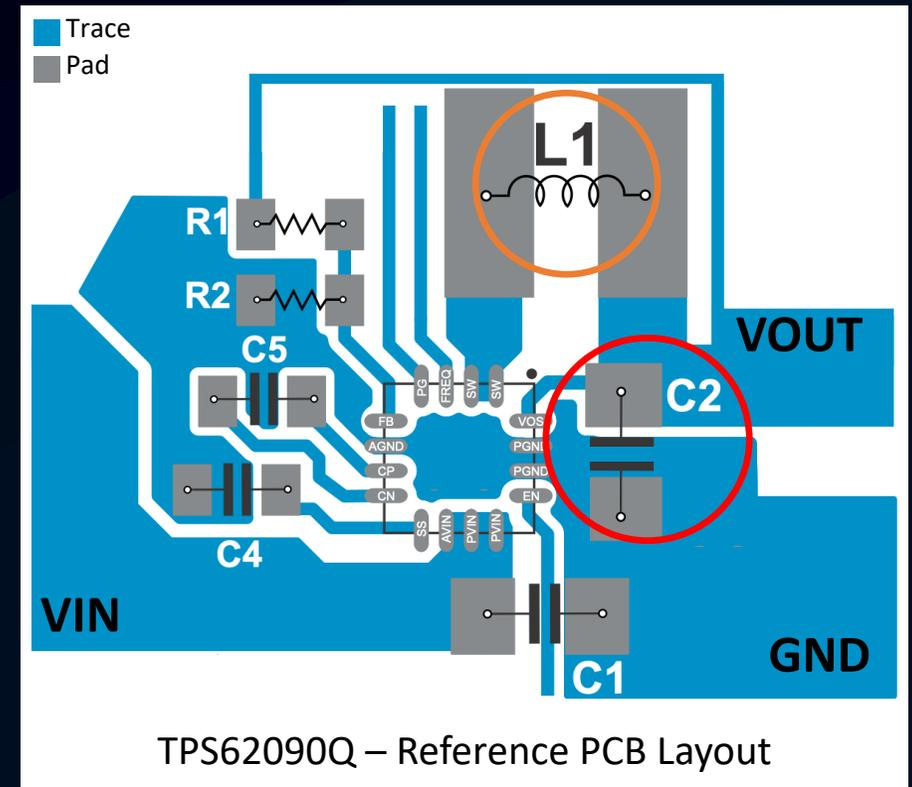 Trace
Pad
L1
R1
R2
VOUT
C5
C2
PG
FREQ
SW
SW
FB
VOS
AGND
PGND
CP
PGND
CN
EN
SS
AVIN
PVIN
PVIN
C4
VIN
GND
C1
TPS62090Q – Reference PCB Layout